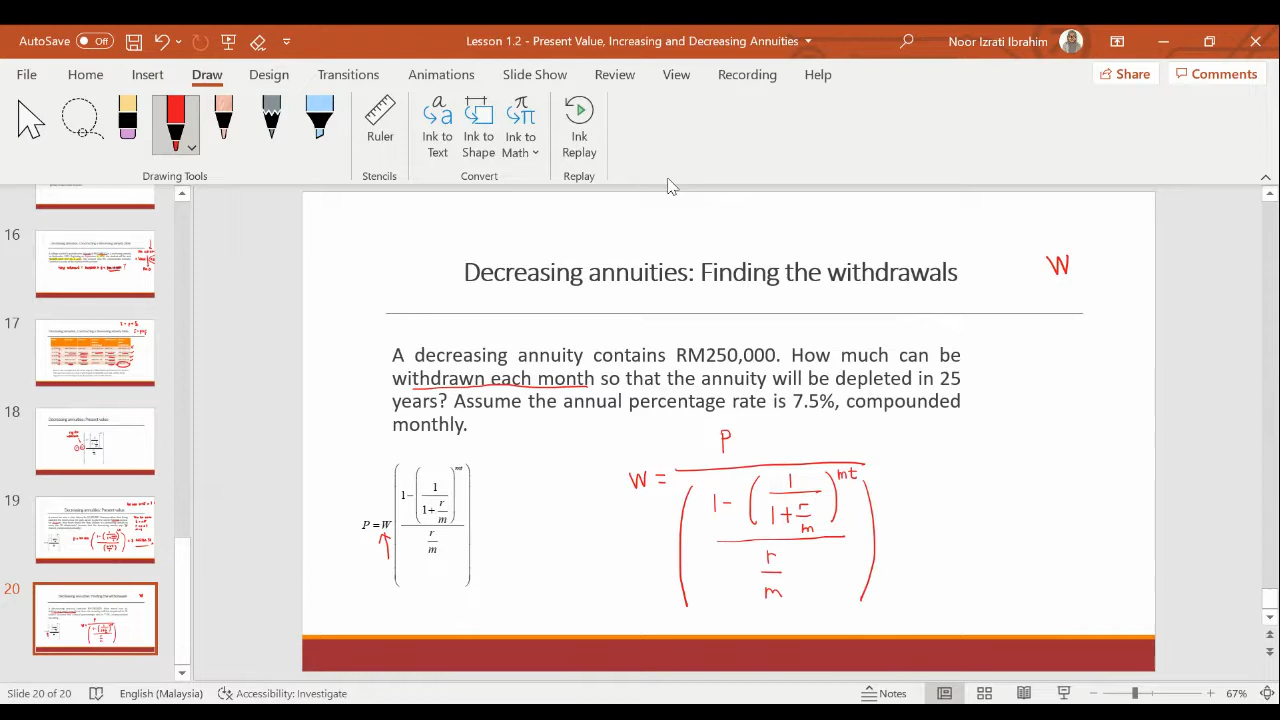 AutoSave Off
Lesson 1.2 - Present Value, Increasing and Decreasing Annuities
Noor Izrati Ibrahim
File Home Insert Draw Design Transitions Animations Slide Show Review View Recording Help
Share Comments
Ruler
Ink to Text
Ink to Shape
Ink to Math
Ink Replay
Drawing Tools Stencils Convert Replay
16
17
18
19
20
Decreasing annuities: Finding the withdrawals
W
A decreasing annuity contains RM250,000. How much can be
withdrawn each month so that the annuity will be depleted in 25
years? Assume the annual percentage rate is 7.5%, compounded
monthly.
P = W ( (1 - (1 / (1 + r/m))^mt) / (r/m) )
W = P / ( (1 - (1 / (1 + r/m))^mt) / (r/m) )
Slide 20 of 20 English (Malaysia) Accessibility: Investigate Notes 67%